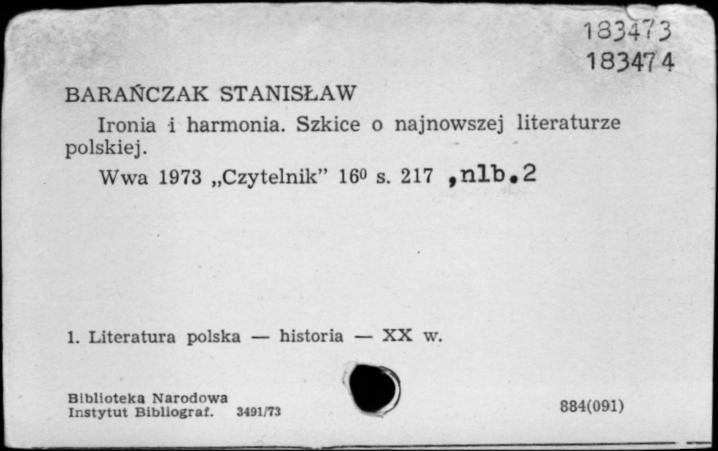 183473
183474
BARAŃCZAK STANISŁAW
Ironia i harmonia. Szkice o najnowszej literaturze
polskiej.
Wwa 1973 „Czytelnik” 16⁰ s. 217 ,nlb.2
1. Literatura polska — historia — XX w.
Biblioteka Narodowa
Instytut Bibliograf. 3491/73
884(091)